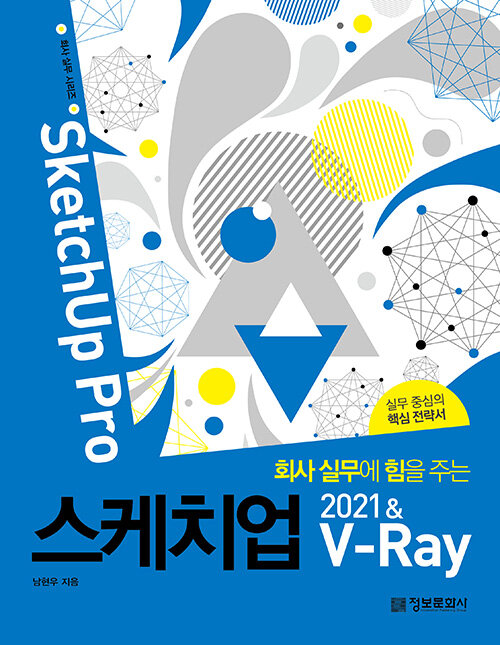 회사 실무 시리즈
SketchUp Pro
실무 중심의
핵심 전략서
회사 실무에 힘을 주는
스케치업
2021 &
V-Ray
남현우 지음
정보문화사